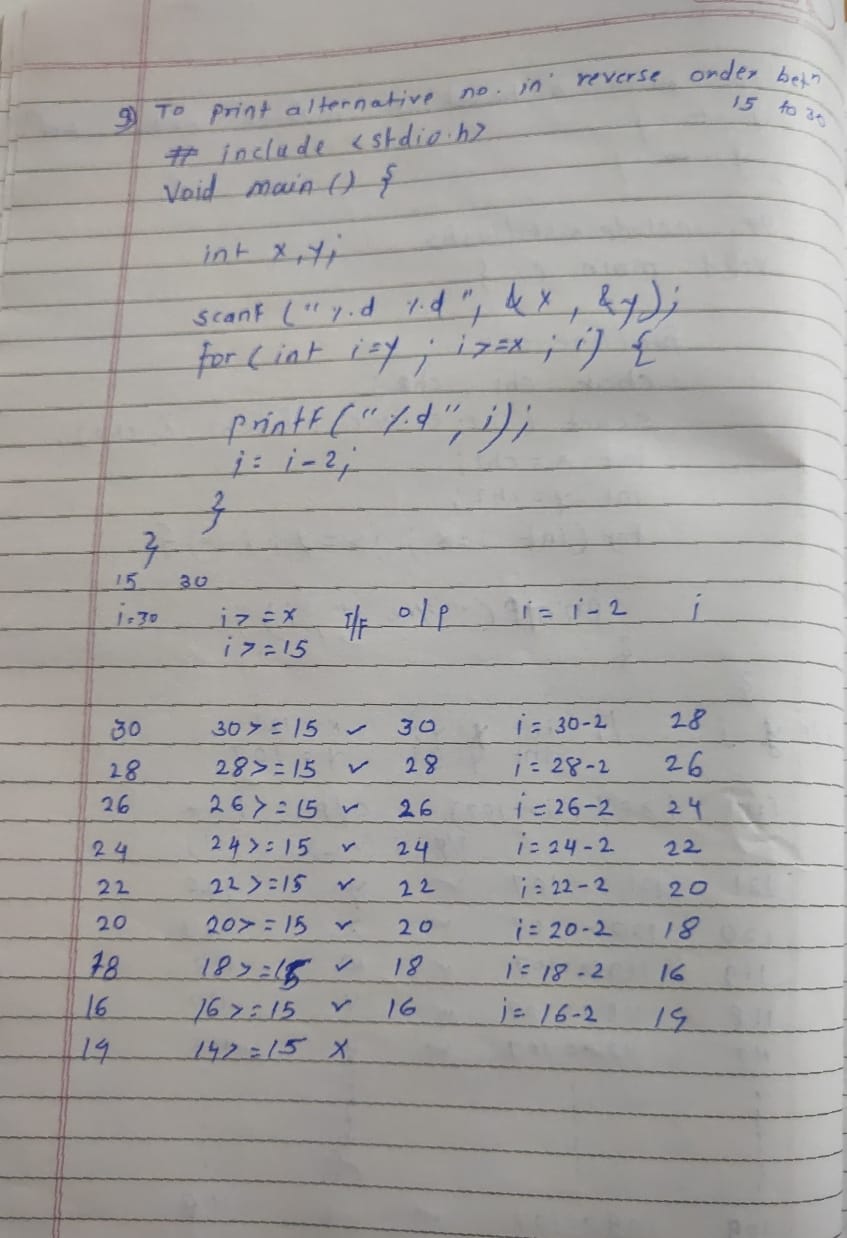 9) To print alternative no. in reverse order betn
15 to 30
# include <stdio.h>
Void main () {
int x, y;
scanf ("%d %d", &x, &y);
for (int i=y ; i>=x ; i) {
printf ("%d", i);
i = i-2;
}
}
15 30
i=30 i>=x T/F o/p i = i-2 i
i>=15
30 30>=15 ✓ 30 i = 30-2 28
28 28>=15 ✓ 28 i = 28-2 26
26 26>=15 ✓ 26 i = 26-2 24
24 24>=15 ✓ 24 i = 24-2 22
22 22>=15 ✓ 22 i = 22-2 20
20 20>=15 ✓ 20 i = 20-2 18
18 18>=15 ✓ 18 i = 18-2 16
16 16>=15 ✓ 16 i = 16-2 14
14 14>=15 X